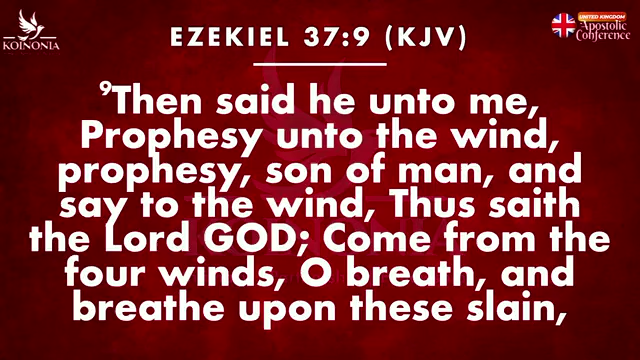 KOINONIA
EZEKIEL 37:9 (KJV)
UNITED KINGDOM
Apostolic
Conference
9Then said he unto me,
Prophesy unto the wind,
prophesy, son of man, and
say to the wind, Thus saith
the Lord GOD; Come from the
four winds, O breath, and
breathe upon these slain,